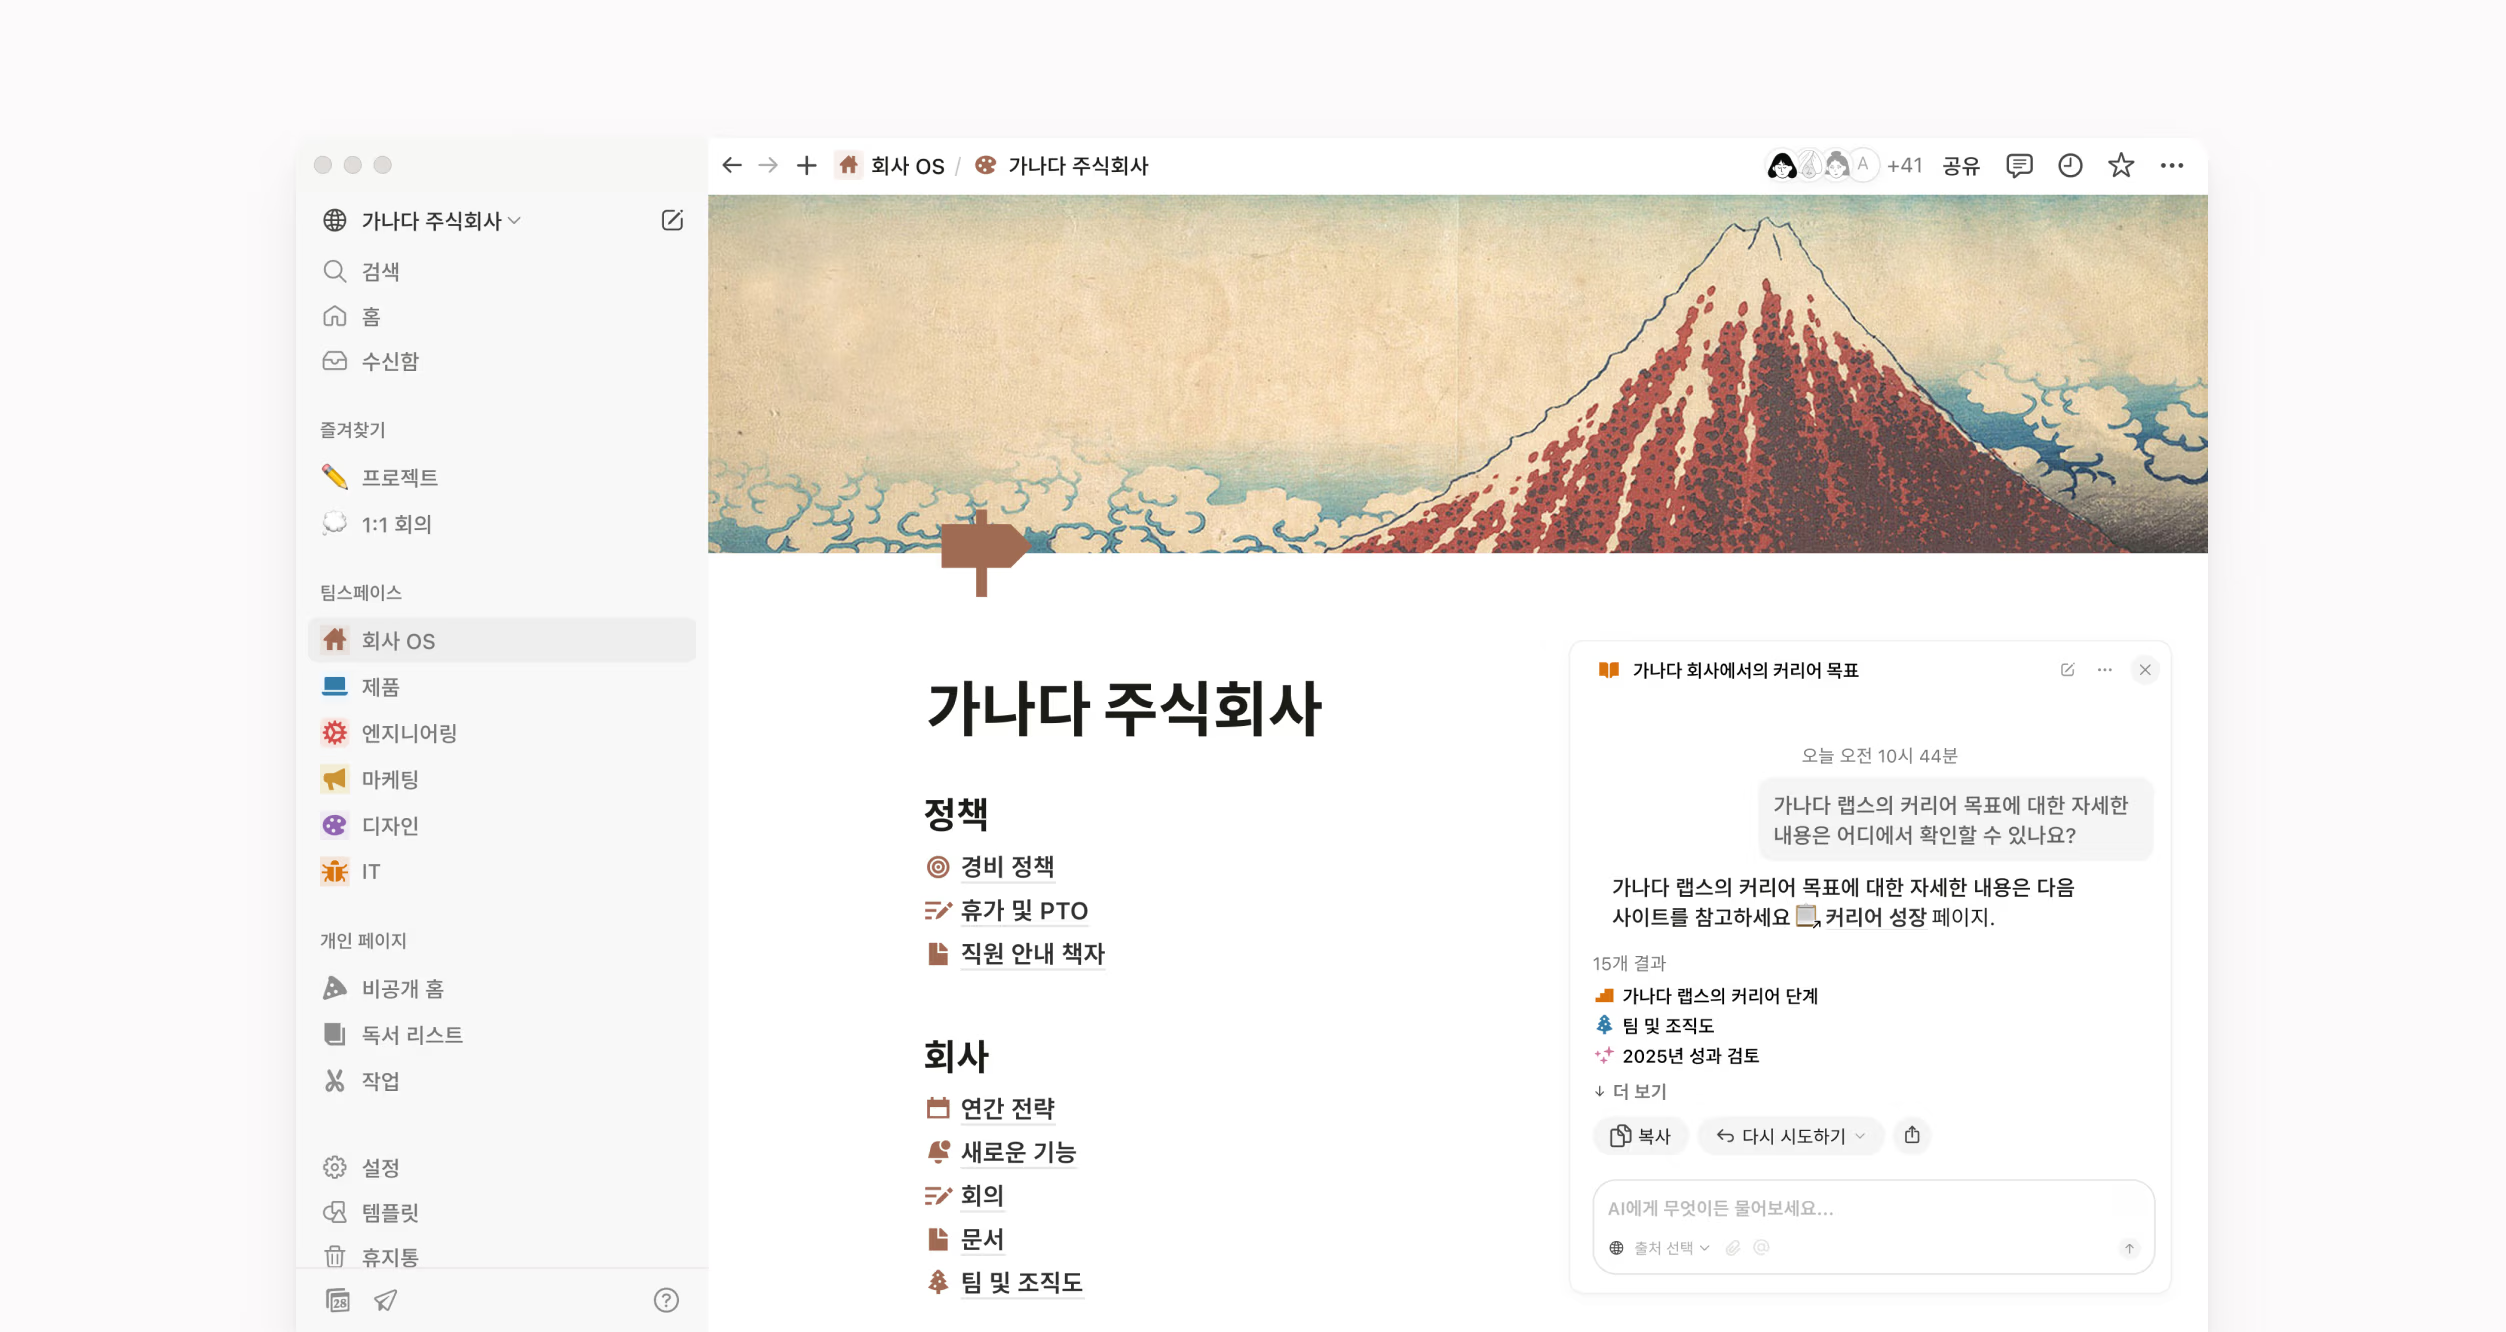 회사 OS / 가나다 주식회사
A +41 공유
가나다 주식회사
검색
홈
수신함
즐겨찾기
프로젝트
1:1 회의
팀스페이스
회사 OS
제품
엔지니어링
마케팅
디자인
IT
개인 페이지
비공개 홈
독서 리스트
작업
설정
템플릿
휴지통
28
?
가나다 주식회사
정책
경비 정책
휴가 및 PTO
직원 안내 책자
회사
연간 전략
새로운 기능
회의
문서
팀 및 조직도
가나다 회사에서의 커리어 목표
오늘 오전 10시 44분
가나다 랩스의 커리어 목표에 대한 자세한
내용은 어디에서 확인할 수 있나요?
가나다 랩스의 커리어 목표에 대한 자세한 내용은 다음
사이트를 참고하세요 커리어 성장 페이지.
15개 결과
가나다 랩스의 커리어 단계
팀 및 조직도
2025년 성과 검토
↓ 더 보기
복사 다시 시도하기
AI에게 무엇이든 물어보세요...
출처 선택 @